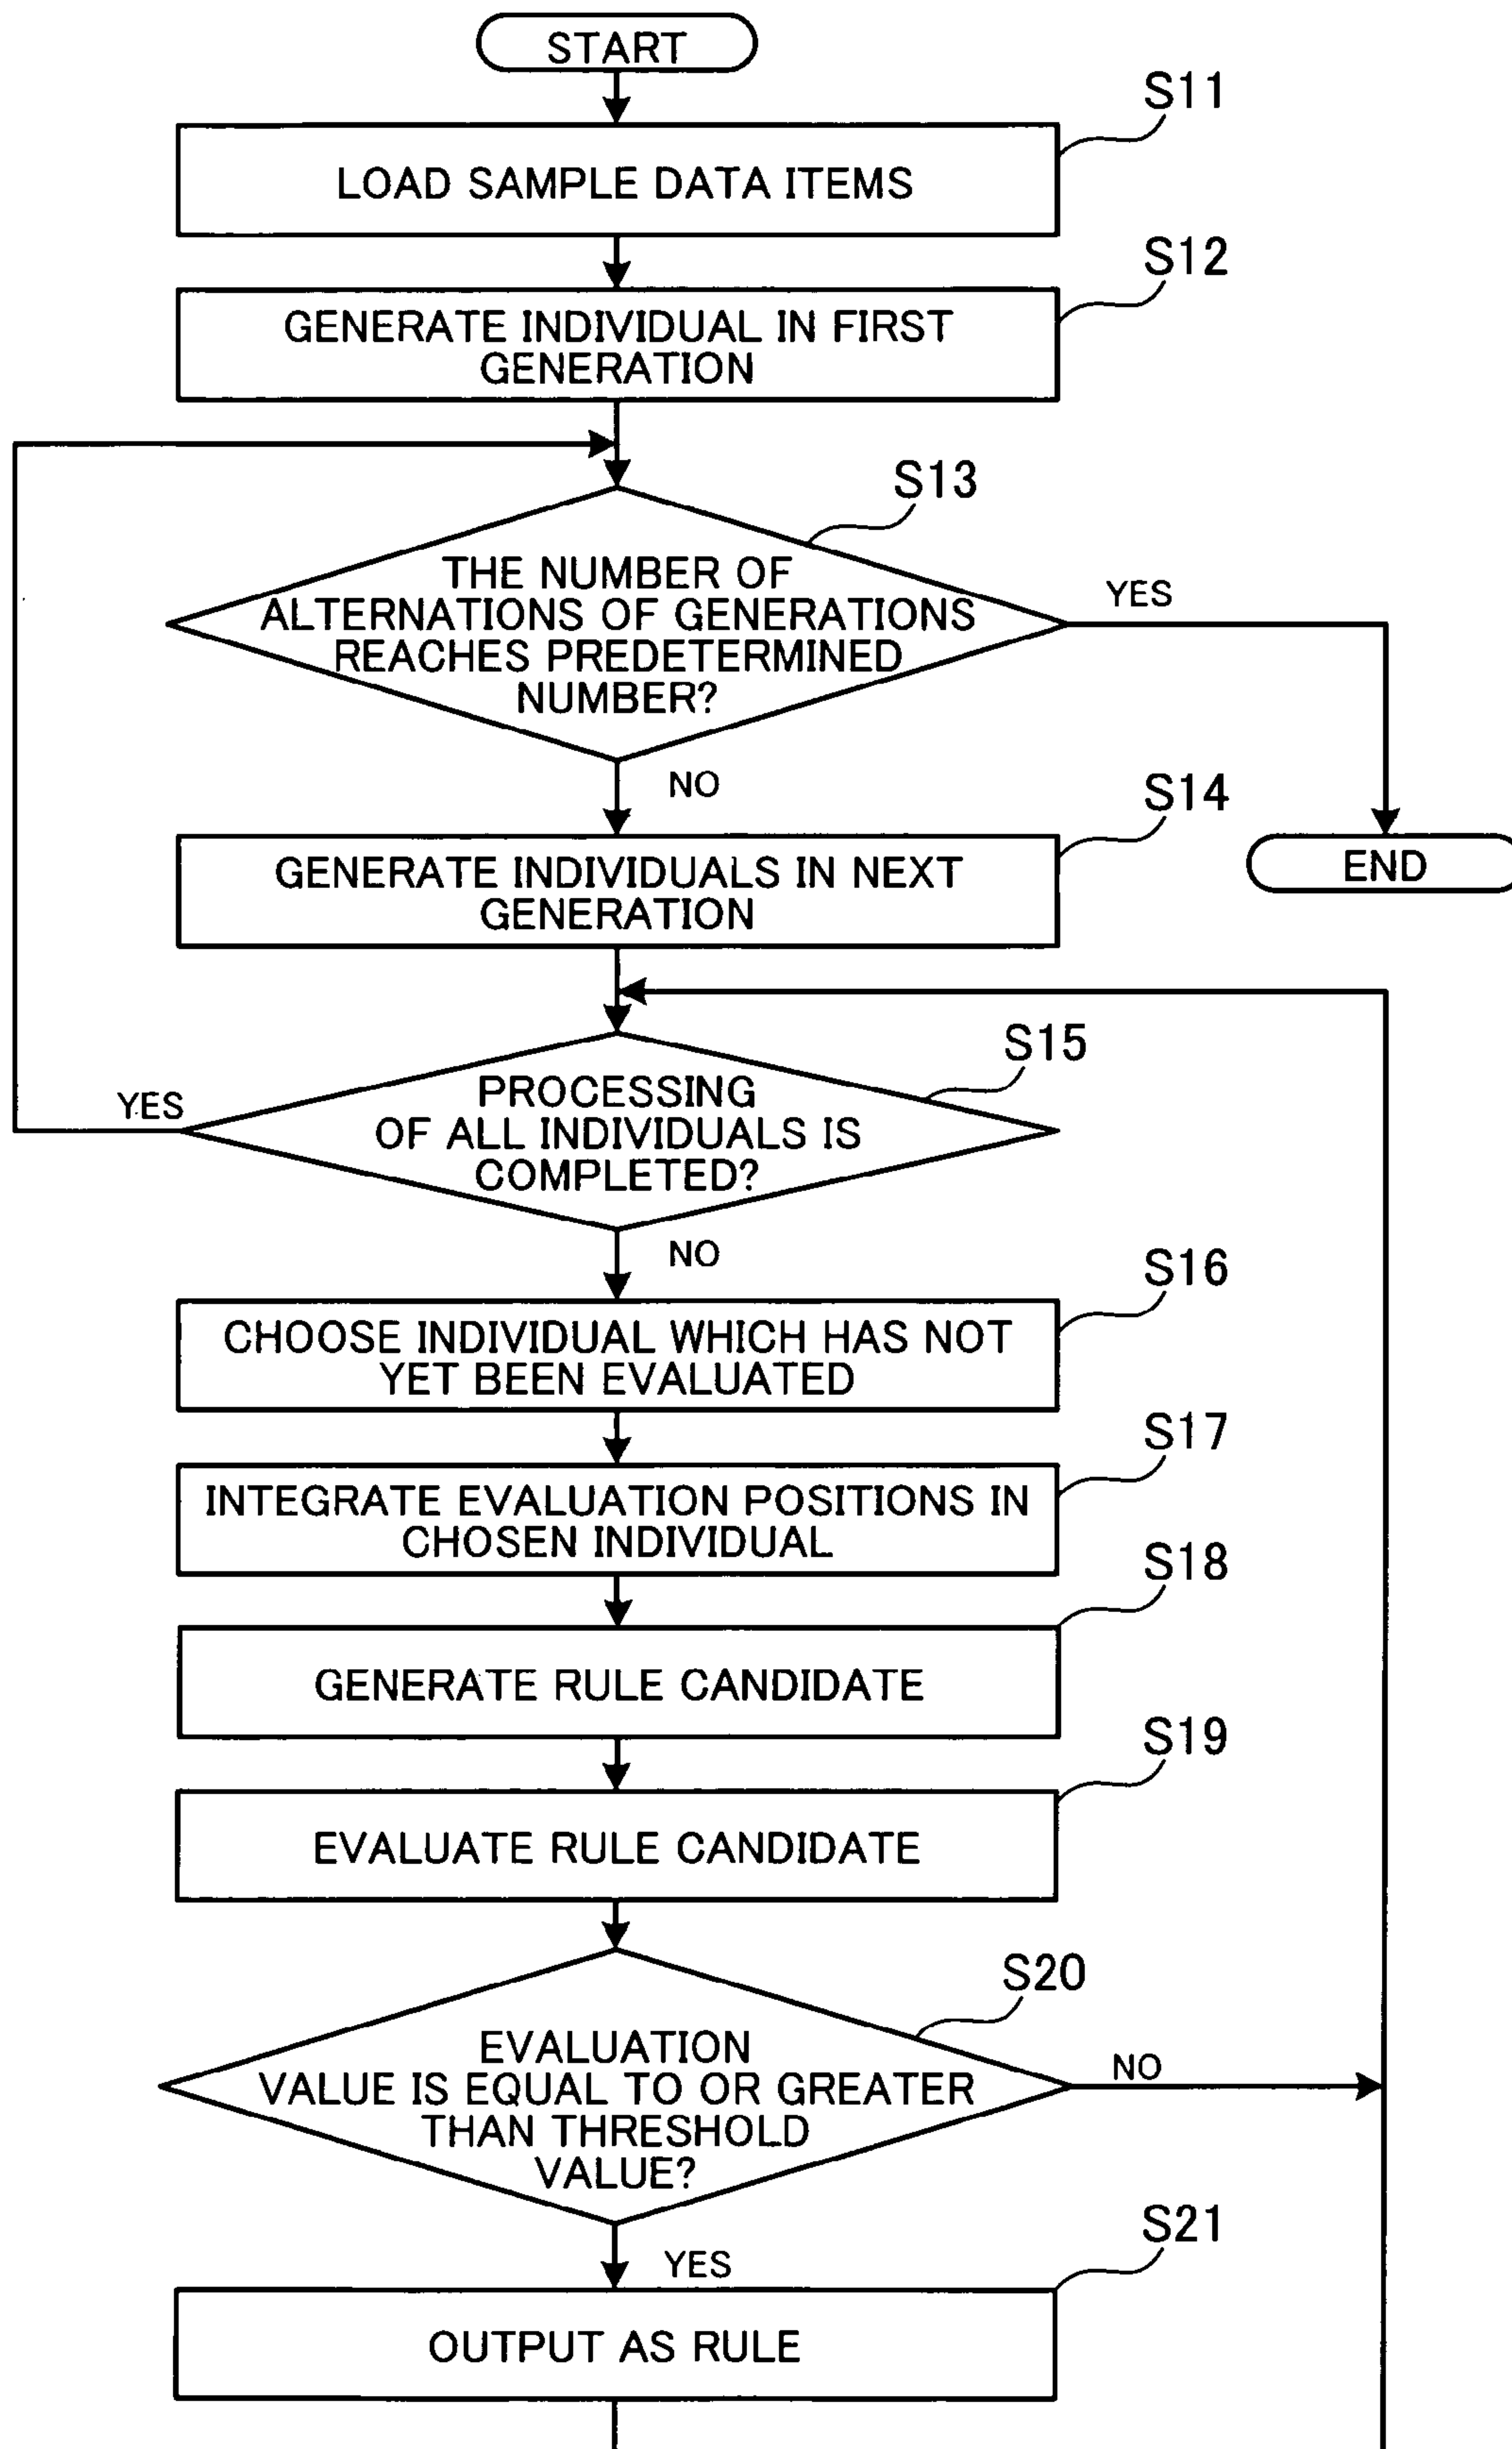 START
S11
LOAD SAMPLE DATA ITEMS
S12
GENERATE INDIVIDUAL IN FIRST
GENERATION
S13
THE NUMBER OF
ALTERNATIONS OF GENERATIONS
REACHES PREDETERMINED
NUMBER?
YES
NO
S14
GENERATE INDIVIDUALS IN NEXT
GENERATION
END
S15
PROCESSING
OF ALL INDIVIDUALS IS
COMPLETED?
YES
NO
S16
CHOOSE INDIVIDUAL WHICH HAS NOT
YET BEEN EVALUATED
S17
INTEGRATE EVALUATION POSITIONS IN
CHOSEN INDIVIDUAL
S18
GENERATE RULE CANDIDATE
S19
EVALUATE RULE CANDIDATE
S20
EVALUATION
VALUE IS EQUAL TO OR GREATER
THAN THRESHOLD
VALUE?
NO
YES
S21
OUTPUT AS RULE